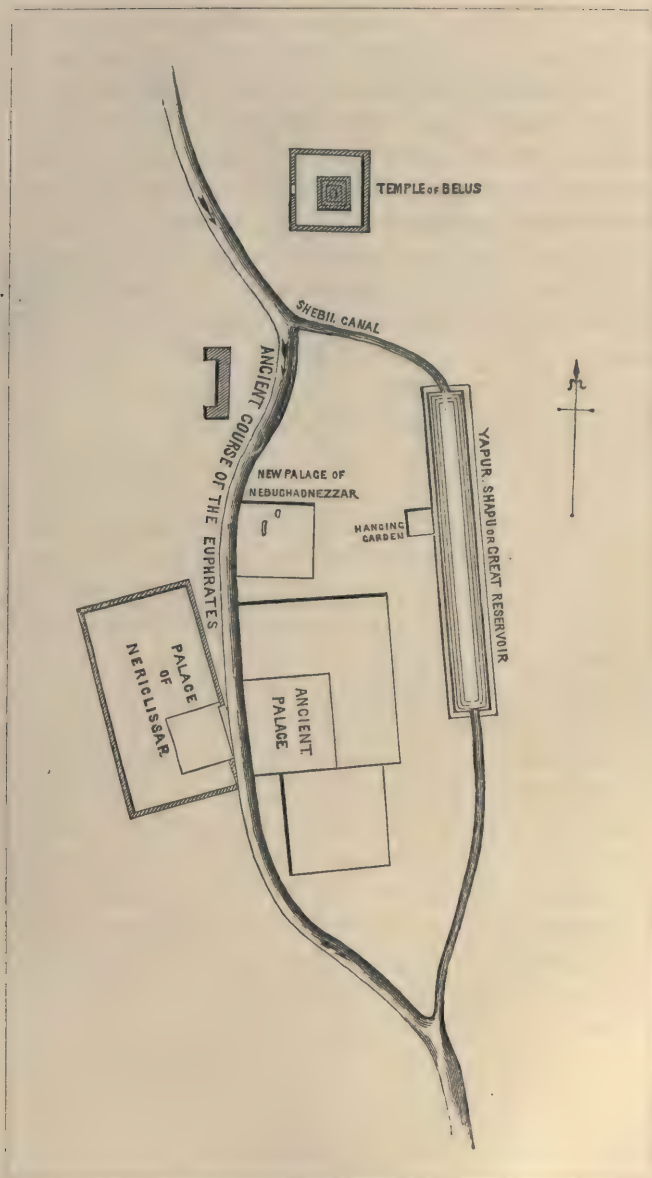 TEMPLE OF BELUS
SHEBIL CANAL
ANCIENT COURSE OF THE EUPHRATES
NEW PALACE OF
NEBUCHADNEZZAR
HANGING
GARDEN
YAPUR. SHAPU OR GREAT RESERVOIR
PALACE
OF
NERICLISSAR
ANCIENT
PALACE